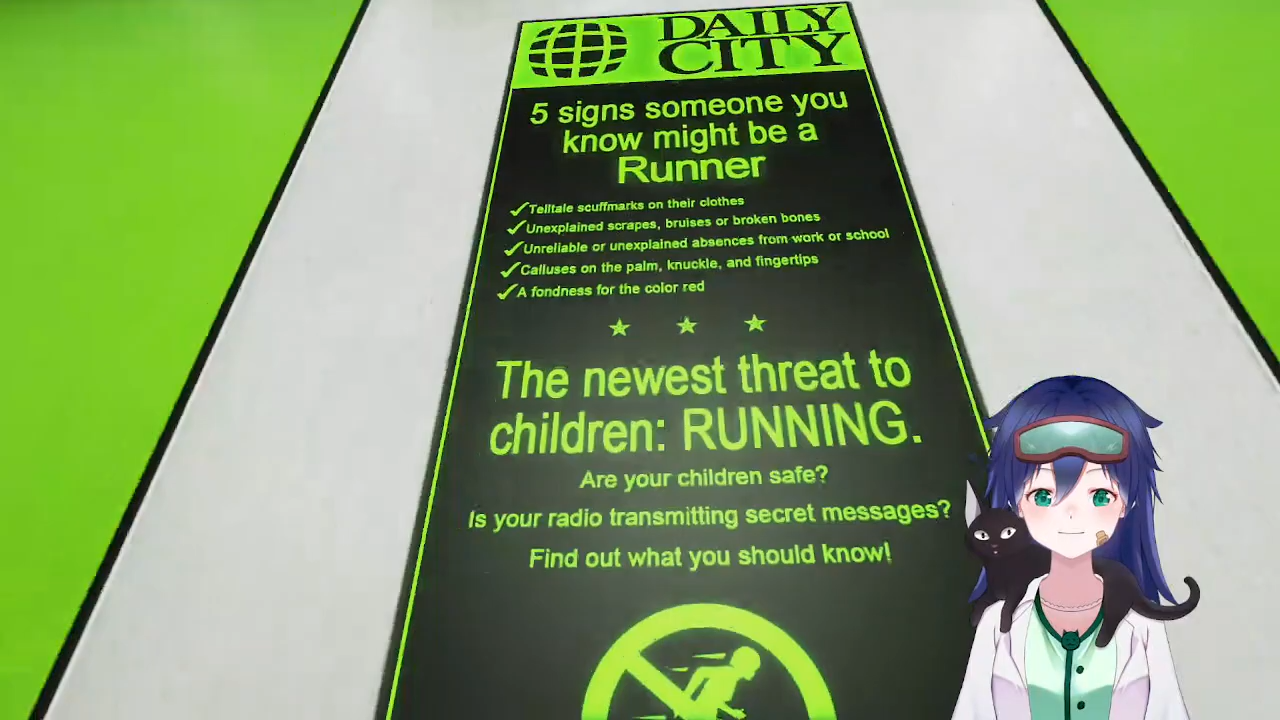 DAILY
CITY
5 signs someone you
know might be a
Runner
Telltale scuffmarks on their clothes
Unexplained scrapes, bruises or broken bones
Unreliable or unexplained absences from work or school
Calluses on the palm, knuckle, and fingertips
A fondness for the color red
The newest threat to
children: RUNNING.
Are your children safe?
Is your radio transmitting secret messages?
Find out what you should know!